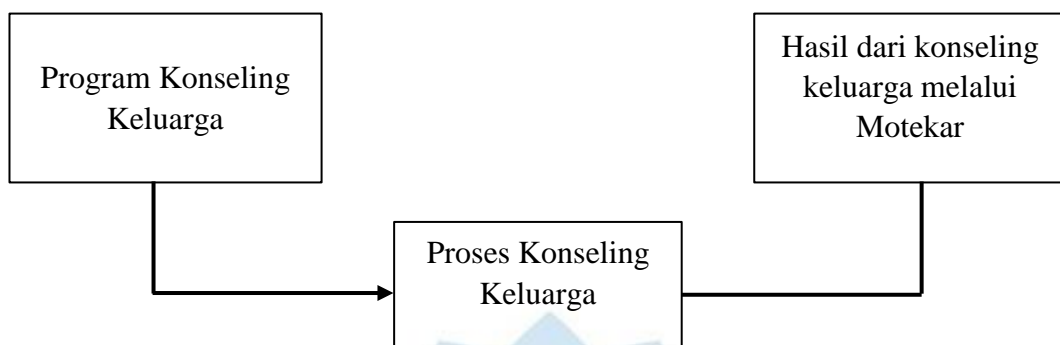 Program Konseling
Keluarga
Hasil dari konseling
keluarga melalui
Motekar
Proses Konseling
Keluarga